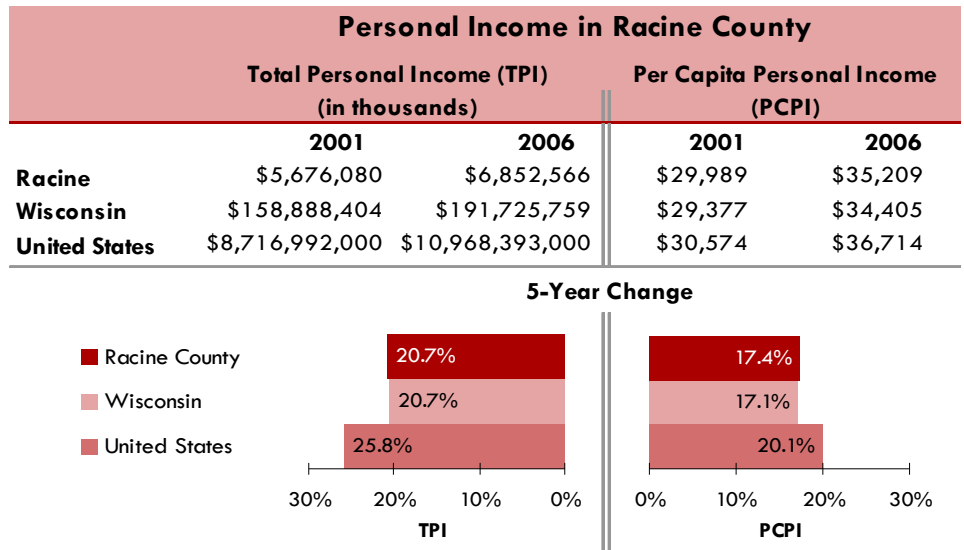 Personal Income in Racine County
Total Personal Income (TPI) Per Capita Personal Income
(in thousands) (PCPI)
2001 2006 2001 2006
Racine $5,676,080 $6,852,566 $29,989 $35,209
Wisconsin $158,888,404 $191,725,759 $29,377 $34,405
United States $8,716,992,000 $10,968,393,000 $30,574 $36,714
5-Year Change
Racine County 20.7% 17.4%
Wisconsin 20.7% 17.1%
United States 25.8% 20.1%
30% 20% 10% 0% 0% 10% 20% 30%
TPI PCPI